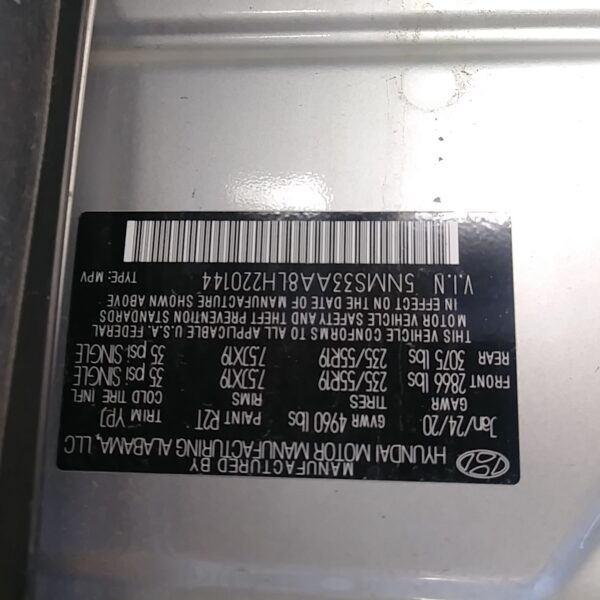 MANUFACTURED BY
HYUNDAI MOTOR MANUFACTURING ALABAMA, LLC
Jan/24/20 GVWR 4960 lbs PAINT R2T TRIM YPJ
GAWR TIRES RIMS COLD TIRE INFL
FRONT 2866 lbs 235/55R19 7.5JX19 35 psi-SINGLE
REAR 3075 lbs 235/55R19 7.5JX19 35 psi-SINGLE
THIS VEHICLE CONFORMS TO ALL APPLICABLE U.S.A. FEDERAL
MOTOR VEHICLE SAFETY AND THEFT PREVENTION STANDARDS
IN EFFECT ON THE DATE OF MANUFACTURE SHOWN ABOVE
V.I.N 5NMS33AA8LH220144 TYPE: MPV